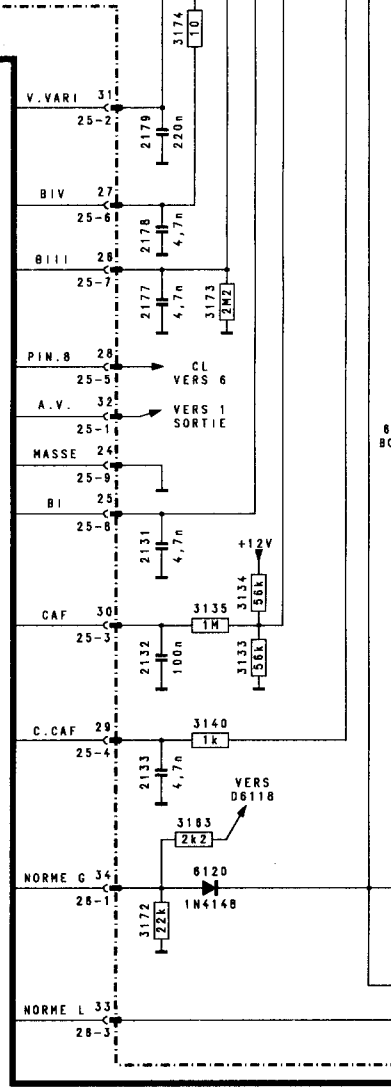 3174
10
V.VARI 31
25-2
2179
220n
BIV 27
25-6
2178
4,7n
BIII 26
25-7
2177
4,7n
3173
2M2
PIN.8 28
25-5
CL
VERS 6
A.V. 32
25-1
VERS 1
SORTIE
MASSE 24
25-9
BI 25
25-8
2131
4,7n
+12V
3134
56k
CAF 30
25-3
3135
1M
2132
100n
3133
56k
C.CAF 29
25-4
3140
1k
2133
4,7n
VERS
D6118
3163
2k2
NORME G 34
26-1
6120
1N4148
3172
22k
NORME L 33
26-3